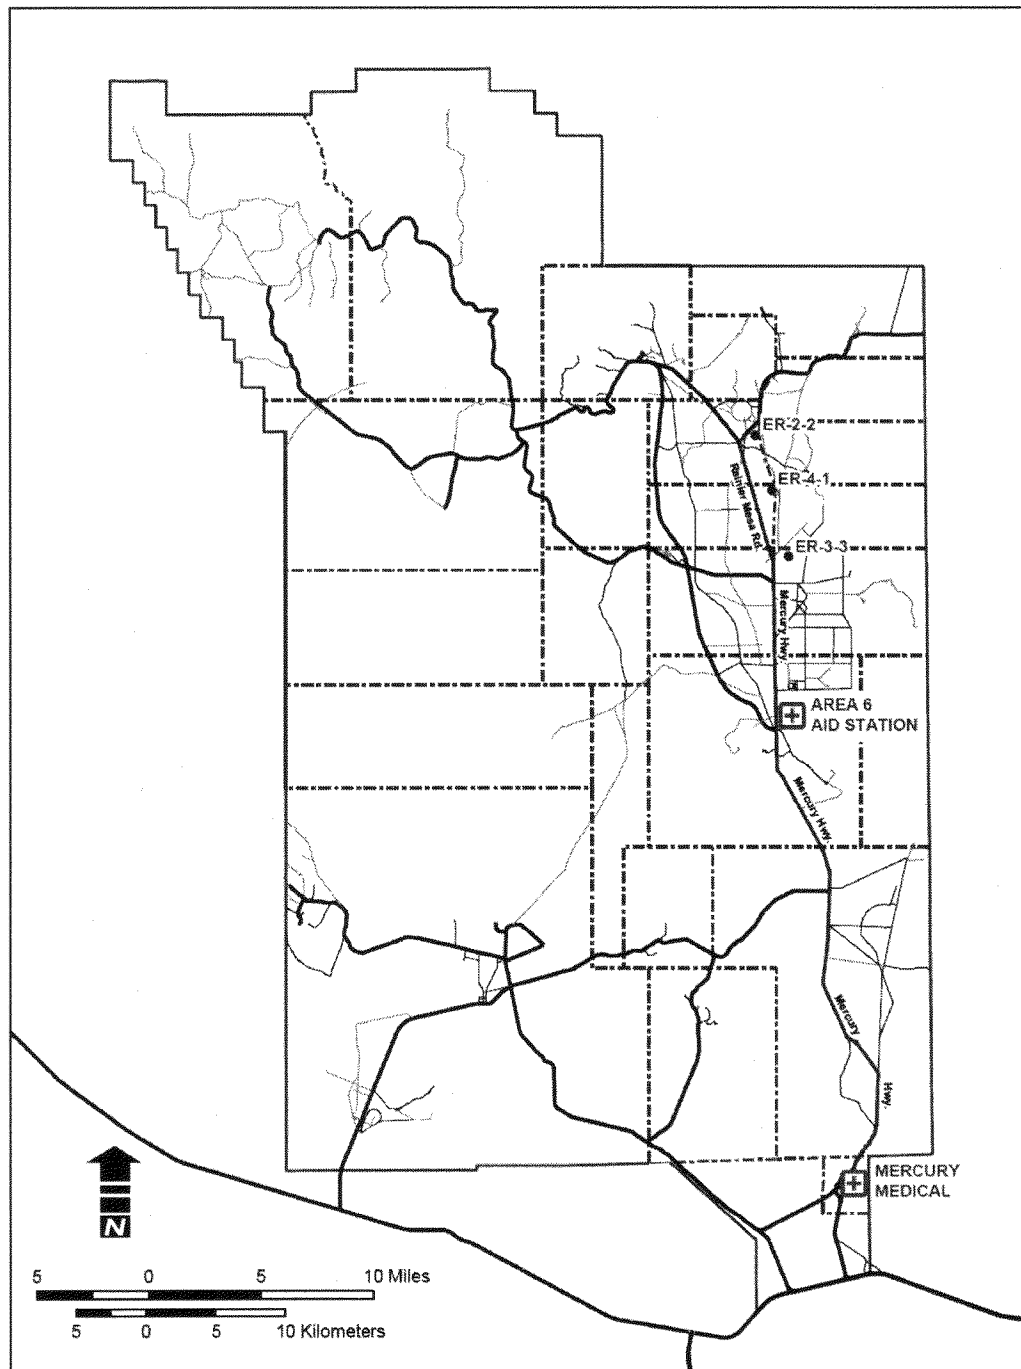 ER-2-2
ER-4-1
Rainier Mesa Rd.
ER-3-3
Mercury Hwy.
AREA 6
AID STATION
Mercury Hwy.
Mercury
Hwy.
MERCURY
MEDICAL
N
5 0 5 10 Miles
5 0 5 10 Kilometers